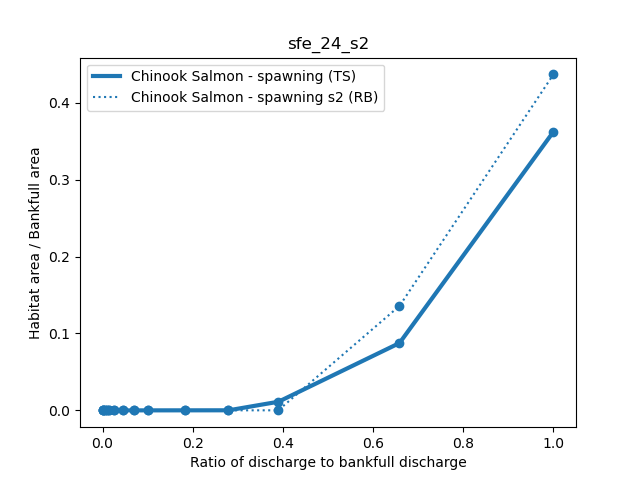 sfe_24_s2
Chinook Salmon - spawning (TS)
Chinook Salmon - spawning s2 (RB)
Habitat area / Bankfull area
0.4
0.3
0.2
0.1
0.0
0.0 0.2 0.4 0.6 0.8 1.0
Ratio of discharge to bankfull discharge